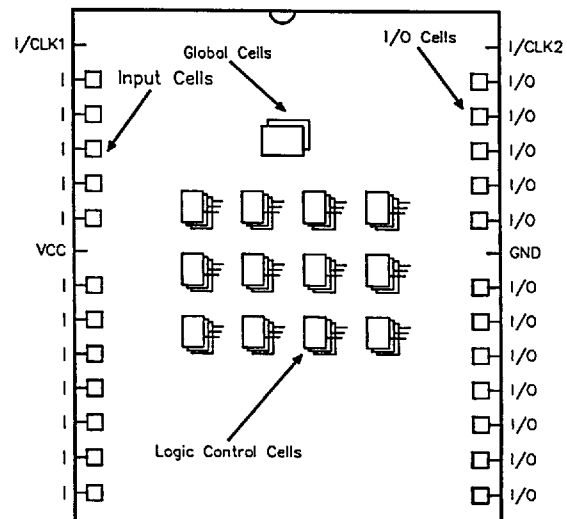 I/CLK1
Global Cells
I/O Cells
I/CLK2
I
Input Cells
I/O
I
I/O
I
I/O
I
I/O
I
I/O
VCC
GND
I
I/O
I
I/O
I
I/O
I
I/O
I
I/O
Logic Control Cells
I
I/O
I
I/O